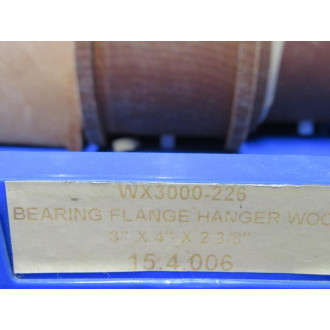 WX3000-226
BEARING FLANGE HANGER WOO
3" X 4" X 2 3/8"
15.4.006